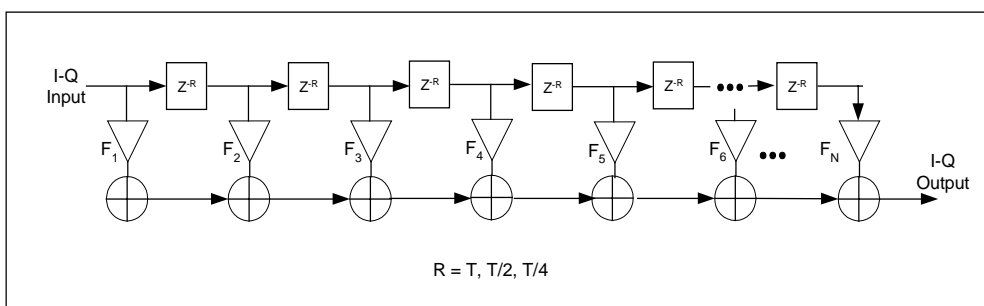 I-Q
Input
Z-R
Z-R
Z-R
Z-R
Z-R
•••
Z-R
F1
F2
F3
F4
F5
F6
•••
FN
I-Q
Output
R = T, T/2, T/4